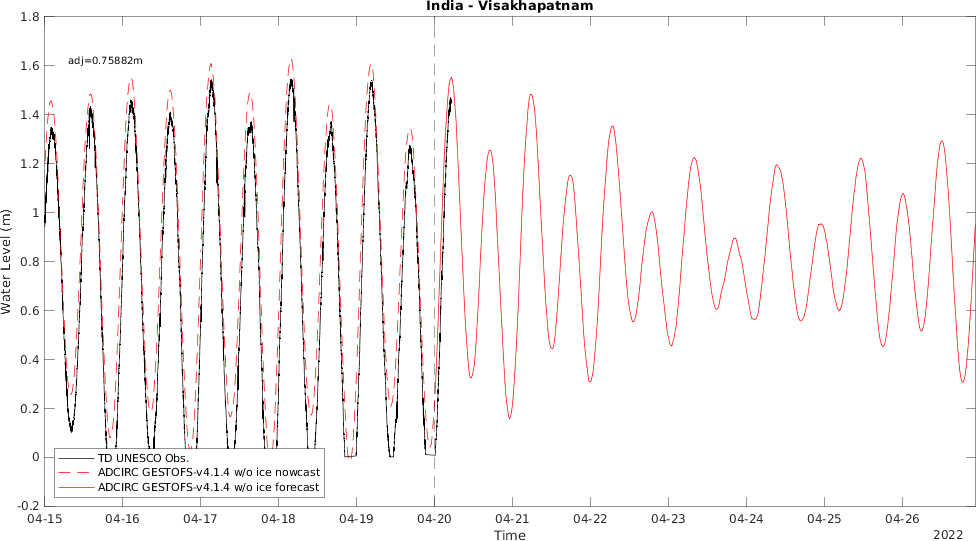 India - Visakhapatnam
adj=0.75882m
Water Level (m)
1.8
1.6
1.4
1.2
1
0.8
0.6
0.4
0.2
0
-0.2
TD UNESCO Obs.
ADCIRC GESTOFS-v4.1.4 w/o ice nowcast
ADCIRC GESTOFS-v4.1.4 w/o ice forecast
04-15 04-16 04-17 04-18 04-19 04-20 04-21 04-22 04-23 04-24 04-25 04-26
Time
2022